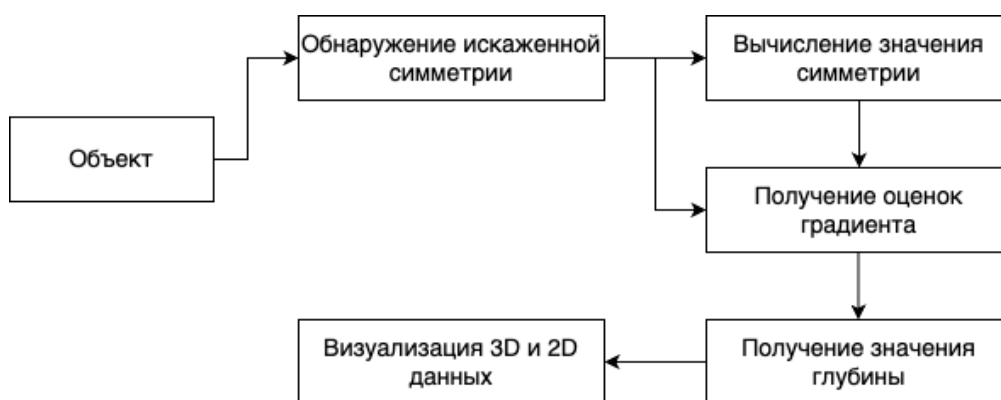 Объект
Обнаружение искаженной
симметрии
Вычисление значения
симметрии
Получение оценок
градиента
Получение значения
глубины
Визуализация 3D и 2D
данных